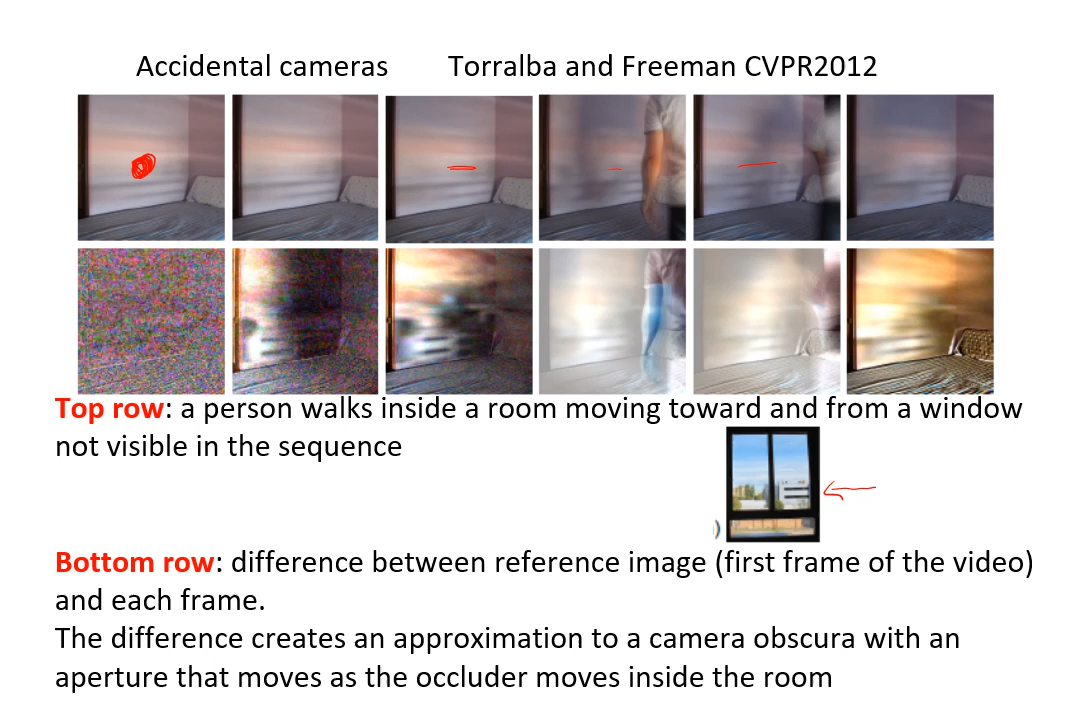 Accidental cameras Torralba and Freeman CVPR2012
Top row: a person walks inside a room moving toward and from a window
not visible in the sequence
)
Bottom row: difference between reference image (first frame of the video)
and each frame.
The difference creates an approximation to a camera obscura with an
aperture that moves as the occluder moves inside the room